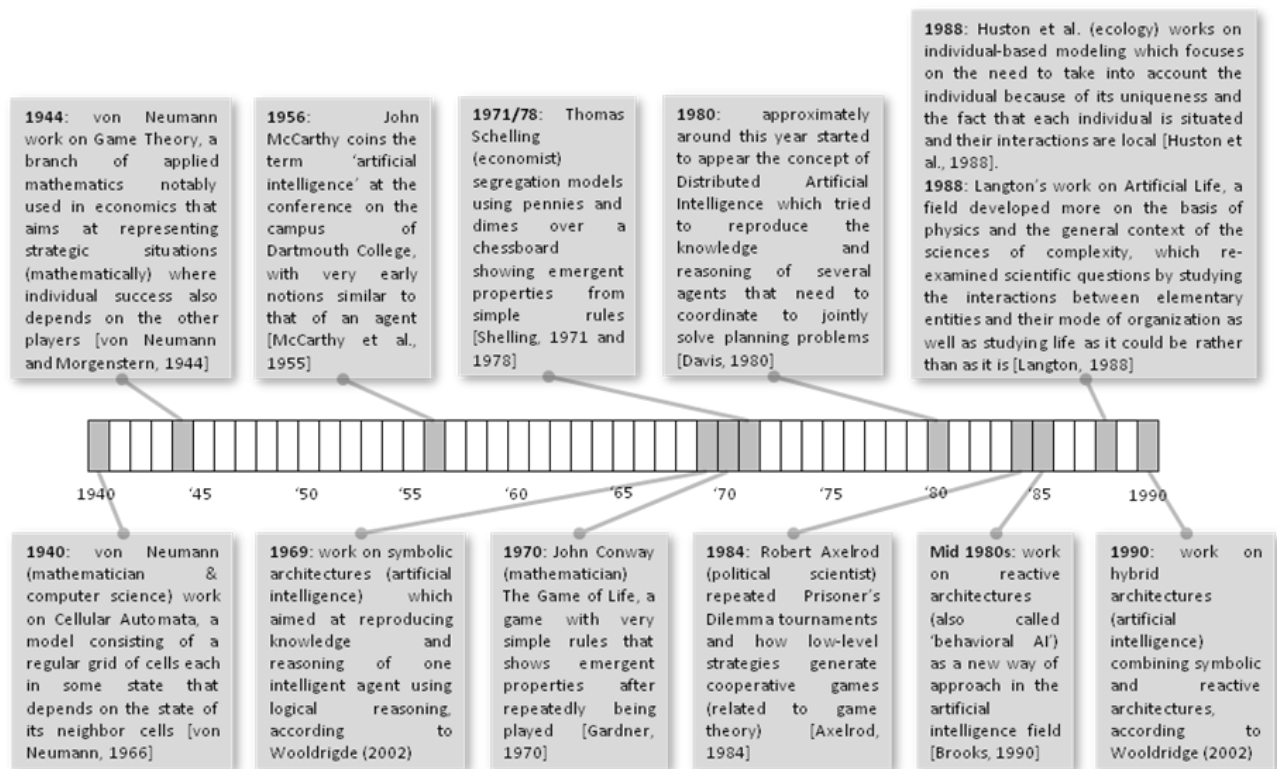 1944: von Neumann
work on Game Theory, a
branch of applied
mathematics notably
used in economics that
aims at representing
strategic situations
(mathematically) where
individual success also
depends on the other
players [von Neumann
and Morgenstern, 1944]
1956: John
McCarthy coins the
term ‘artificial
intelligence’ at the
conference on the
campus of
Dartmouth College,
with very early
notions similar to
that of an agent
[McCarthy et al.,
1955]
1971/78: Thomas
Schelling
(economist)
segregation models
using pennies and
dimes over a
chessboard
showing emergent
properties from
simple rules
[Shelling, 1971 and
1978]
1980: approximately
around this year started
to appear the concept of
Distributed Artificial
Intelligence which tried
to reproduce the
knowledge and
reasoning of several
agents that need to
coordinate to jointly
solve planning problems
[Davis, 1980]
1988: Huston et al. (ecology) works on
individual-based modeling which focuses
on the need to take into account the
individual because of its uniqueness and
the fact that each individual is situated
and their interactions are local [Huston et
al., 1988].
1988: Langton’s work on Artificial Life, a
field developed more on the basis of
physics and the general context of the
sciences of complexity, which re-
examined scientific questions by studying
the interactions between elementary
entities and their mode of organization as
well as studying life as it could be rather
than as it is [Langton, 1988]
1940 ‘45 ‘50 ‘55 ‘60 ‘65 ‘70 ‘75 ‘80 ‘85 1990
1940: von Neumann
(mathematician &
computer science) work
on Cellular Automata, a
model consisting of a
regular grid of cells each
in some state that
depends on the state of
its neighbor cells [von
Neumann, 1966]
1969: work on symbolic
architectures (artificial
intelligence) which
aimed at reproducing
knowledge and
reasoning of one
intelligent agent using
logical reasoning,
according to
Wooldrigde (2002)
1970: John Conway
(mathematician)
The Game of Life, a
game with very
simple rules that
shows emergent
properties after
repeatedly being
played [Gardner,
1970]
1984: Robert Axelrod
(political scientist)
repeated Prisoner’s
Dilemma tournaments
and how low-level
strategies generate
cooperative games
(related to game
theory) [Axelrod,
1984]
Mid 1980s: work
on reactive
architectures
(also called
‘behavioral AI’)
as a new way of
approach in the
artificial
intelligence field
[Brooks, 1990]
1990: work on
hybrid
architectures
(artificial
intelligence)
combining symbolic
and reactive
architectures,
according to
Wooldridge (2002)